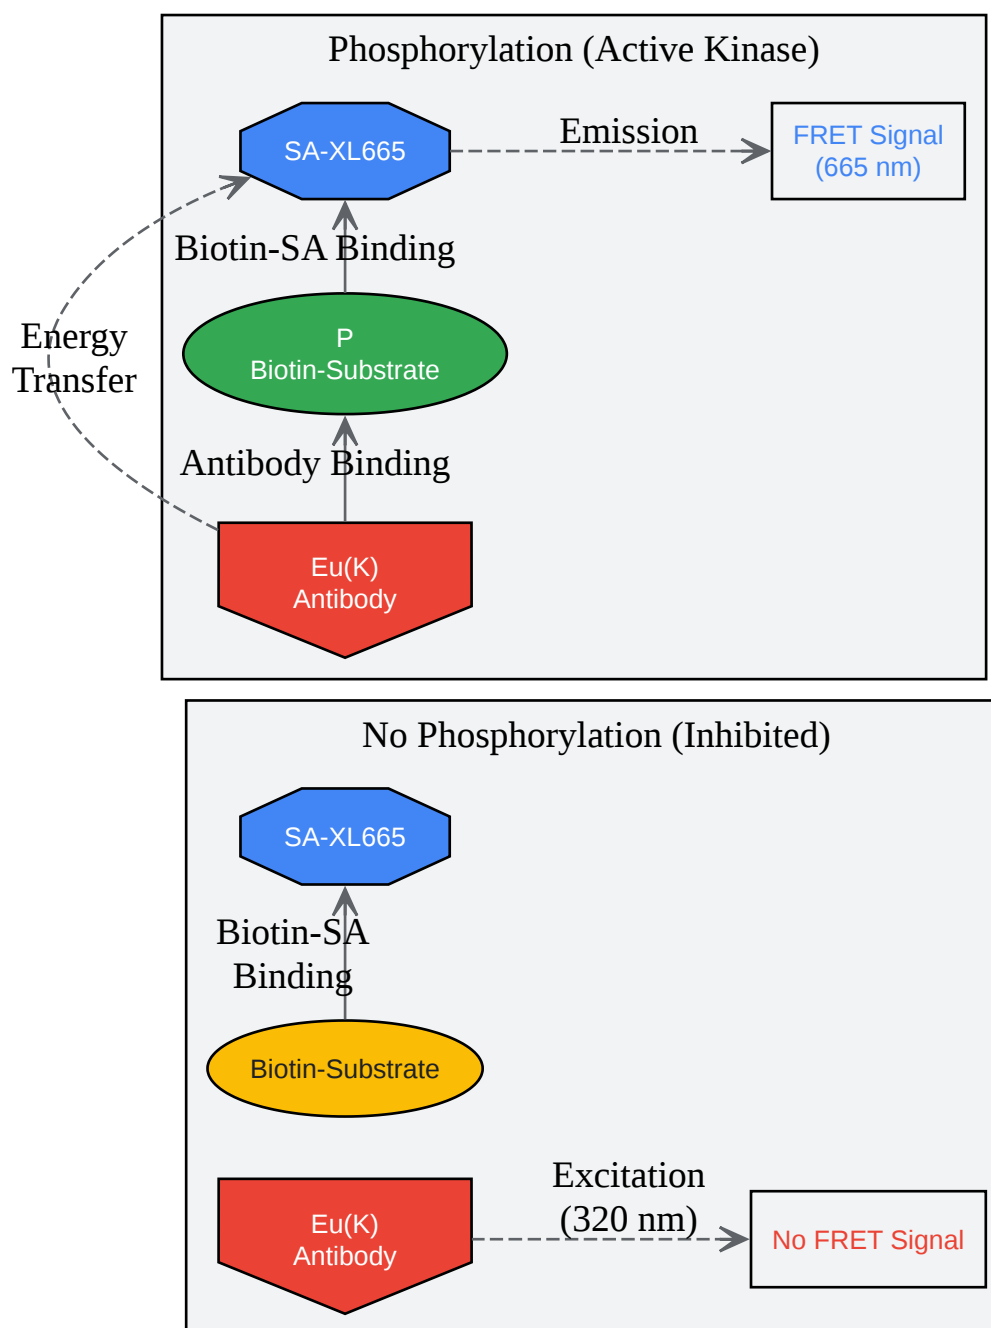 Phosphorylation (Active Kinase)
SA-XL665
Emission
FRET Signal
(665 nm)
Biotin-SA Binding
Energy
Transfer
P
Biotin-Substrate
Antibody Binding
Eu(K)
Antibody
No Phosphorylation (Inhibited)
SA-XL665
Biotin-SA
Binding
Biotin-Substrate
Excitation
(320 nm)
Eu(K)
Antibody
No FRET Signal